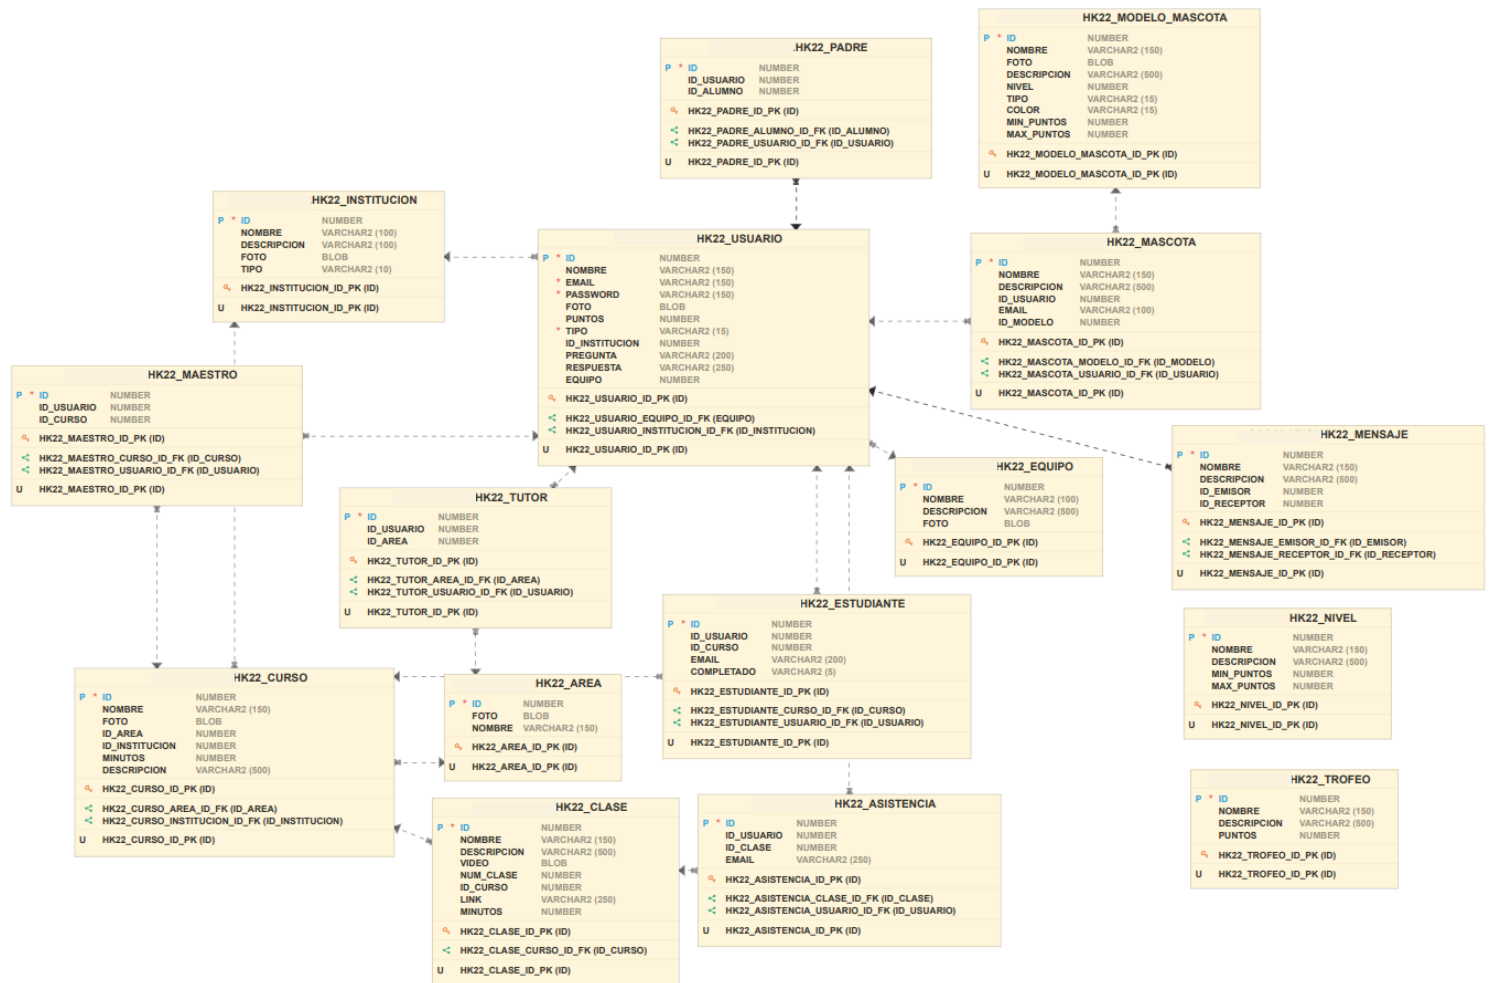 HK22_MODELO_MASCOTA
P * ID NUMBER
NOMBRE VARCHAR2 (150)
FOTO BLOB
DESCRIPCION VARCHAR2 (500)
NIVEL NUMBER
TIPO VARCHAR2 (15)
COLOR VARCHAR2 (15)
MIN_PUNTOS NUMBER
MAX_PUNTOS NUMBER
HK22_MODELO_MASCOTA_ID_PK (ID)
U HK22_MODELO_MASCOTA_ID_PK (ID)
.HK22_PADRE
P * ID NUMBER
ID_USUARIO NUMBER
ID_ALUMNO NUMBER
HK22_PADRE_ID_PK (ID)
HK22_PADRE_ALUMNO_ID_FK (ID_ALUMNO)
HK22_PADRE_USUARIO_ID_FK (ID_USUARIO)
U HK22_PADRE_ID_PK (ID)
.HK22_INSTITUCION
P * ID NUMBER
NOMBRE VARCHAR2 (100)
DESCRIPCION VARCHAR2 (100)
FOTO BLOB
TIPO VARCHAR2 (10)
HK22_INSTITUCION_ID_PK (ID)
U HK22_INSTITUCION_ID_PK (ID)
HK22_USUARIO
P * ID NUMBER
NOMBRE VARCHAR2 (150)
* EMAIL VARCHAR2 (150)
* PASSWORD VARCHAR2 (150)
FOTO BLOB
PUNTOS NUMBER
* TIPO VARCHAR2 (15)
ID_INSTITUCION NUMBER
PREGUNTA VARCHAR2 (200)
RESPUESTA VARCHAR2 (250)
EQUIPO NUMBER
HK22_USUARIO_ID_PK (ID)
HK22_USUARIO_EQUIPO_ID_FK (EQUIPO)
HK22_USUARIO_INSTITUCION_ID_FK (ID_INSTITUCION)
U HK22_USUARIO_ID_PK (ID)
HK22_MASCOTA
P * ID NUMBER
NOMBRE VARCHAR2 (150)
DESCRIPCION VARCHAR2 (500)
ID_USUARIO NUMBER
EMAIL VARCHAR2 (100)
ID_MODELO NUMBER
HK22_MASCOTA_ID_PK (ID)
HK22_MASCOTA_MODELO_ID_FK (ID_MODELO)
HK22_MASCOTA_USUARIO_ID_FK (ID_USUARIO)
U HK22_MASCOTA_ID_PK (ID)
HK22_MAESTRO
P * ID NUMBER
ID_USUARIO NUMBER
ID_CURSO NUMBER
HK22_MAESTRO_ID_PK (ID)
HK22_MAESTRO_CURSO_ID_FK (ID_CURSO)
HK22_MAESTRO_USUARIO_ID_FK (ID_USUARIO)
U HK22_MAESTRO_ID_PK (ID)
HK22_MENSAJE
P * ID NUMBER
NOMBRE VARCHAR2 (150)
DESCRIPCION VARCHAR2 (500)
ID_EMISOR NUMBER
ID_RECEPTOR NUMBER
HK22_MENSAJE_ID_PK (ID)
HK22_MENSAJE_EMISOR_ID_FK (ID_EMISOR)
HK22_MENSAJE_RECEPTOR_ID_FK (ID_RECEPTOR)
U HK22_MENSAJE_ID_PK (ID)
HK22_EQUIPO
P * ID NUMBER
NOMBRE VARCHAR2 (100)
DESCRIPCION VARCHAR2 (500)
FOTO BLOB
HK22_EQUIPO_ID_PK (ID)
U HK22_EQUIPO_ID_PK (ID)
HK22_TUTOR
P * ID NUMBER
ID_USUARIO NUMBER
ID_AREA NUMBER
HK22_TUTOR_ID_PK (ID)
HK22_TUTOR_AREA_ID_FK (ID_AREA)
HK22_TUTOR_USUARIO_ID_FK (ID_USUARIO)
U HK22_TUTOR_ID_PK (ID)
HK22_ESTUDIANTE
P * ID NUMBER
ID_USUARIO NUMBER
ID_CURSO NUMBER
EMAIL VARCHAR2 (200)
COMPLETADO VARCHAR2 (5)
HK22_ESTUDIANTE_ID_PK (ID)
HK22_ESTUDIANTE_CURSO_ID_FK (ID_CURSO)
HK22_ESTUDIANTE_USUARIO_ID_FK (ID_USUARIO)
U HK22_ESTUDIANTE_ID_PK (ID)
HK22_NIVEL
P * ID NUMBER
NOMBRE VARCHAR2 (150)
DESCRIPCION VARCHAR2 (500)
MIN_PUNTOS NUMBER
MAX_PUNTOS NUMBER
HK22_NIVEL_ID_PK (ID)
U HK22_NIVEL_ID_PK (ID)
HK22_CURSO
P * ID NUMBER
NOMBRE VARCHAR2 (150)
FOTO BLOB
ID_AREA NUMBER
ID_INSTITUCION NUMBER
MINUTOS NUMBER
DESCRIPCION VARCHAR2 (500)
HK22_CURSO_ID_PK (ID)
HK22_CURSO_AREA_ID_FK (ID_AREA)
HK22_CURSO_INSTITUCION_ID_FK (ID_INSTITUCION)
U HK22_CURSO_ID_PK (ID)
HK22_AREA
P * ID NUMBER
FOTO BLOB
NOMBRE VARCHAR2 (150)
HK22_AREA_ID_PK (ID)
U HK22_AREA_ID_PK (ID)
HK22_TROFEO
P * ID NUMBER
NOMBRE VARCHAR2 (150)
DESCRIPCION VARCHAR2 (500)
PUNTOS NUMBER
HK22_TROFEO_ID_PK (ID)
U HK22_TROFEO_ID_PK (ID)
HK22_CLASE
P * ID NUMBER
NOMBRE VARCHAR2 (150)
DESCRIPCION VARCHAR2 (500)
VIDEO BLOB
NUM_CLASE NUMBER
ID_CURSO NUMBER
LINK VARCHAR2 (250)
MINUTOS NUMBER
HK22_CLASE_ID_PK (ID)
HK22_CLASE_CURSO_ID_FK (ID_CURSO)
U HK22_CLASE_ID_PK (ID)
HK22_ASISTENCIA
P * ID NUMBER
ID_USUARIO NUMBER
ID_CLASE NUMBER
EMAIL VARCHAR2 (250)
HK22_ASISTENCIA_ID_PK (ID)
HK22_ASISTENCIA_CLASE_ID_FK (ID_CLASE)
HK22_ASISTENCIA_USUARIO_ID_FK (ID_USUARIO)
U HK22_ASISTENCIA_ID_PK (ID)